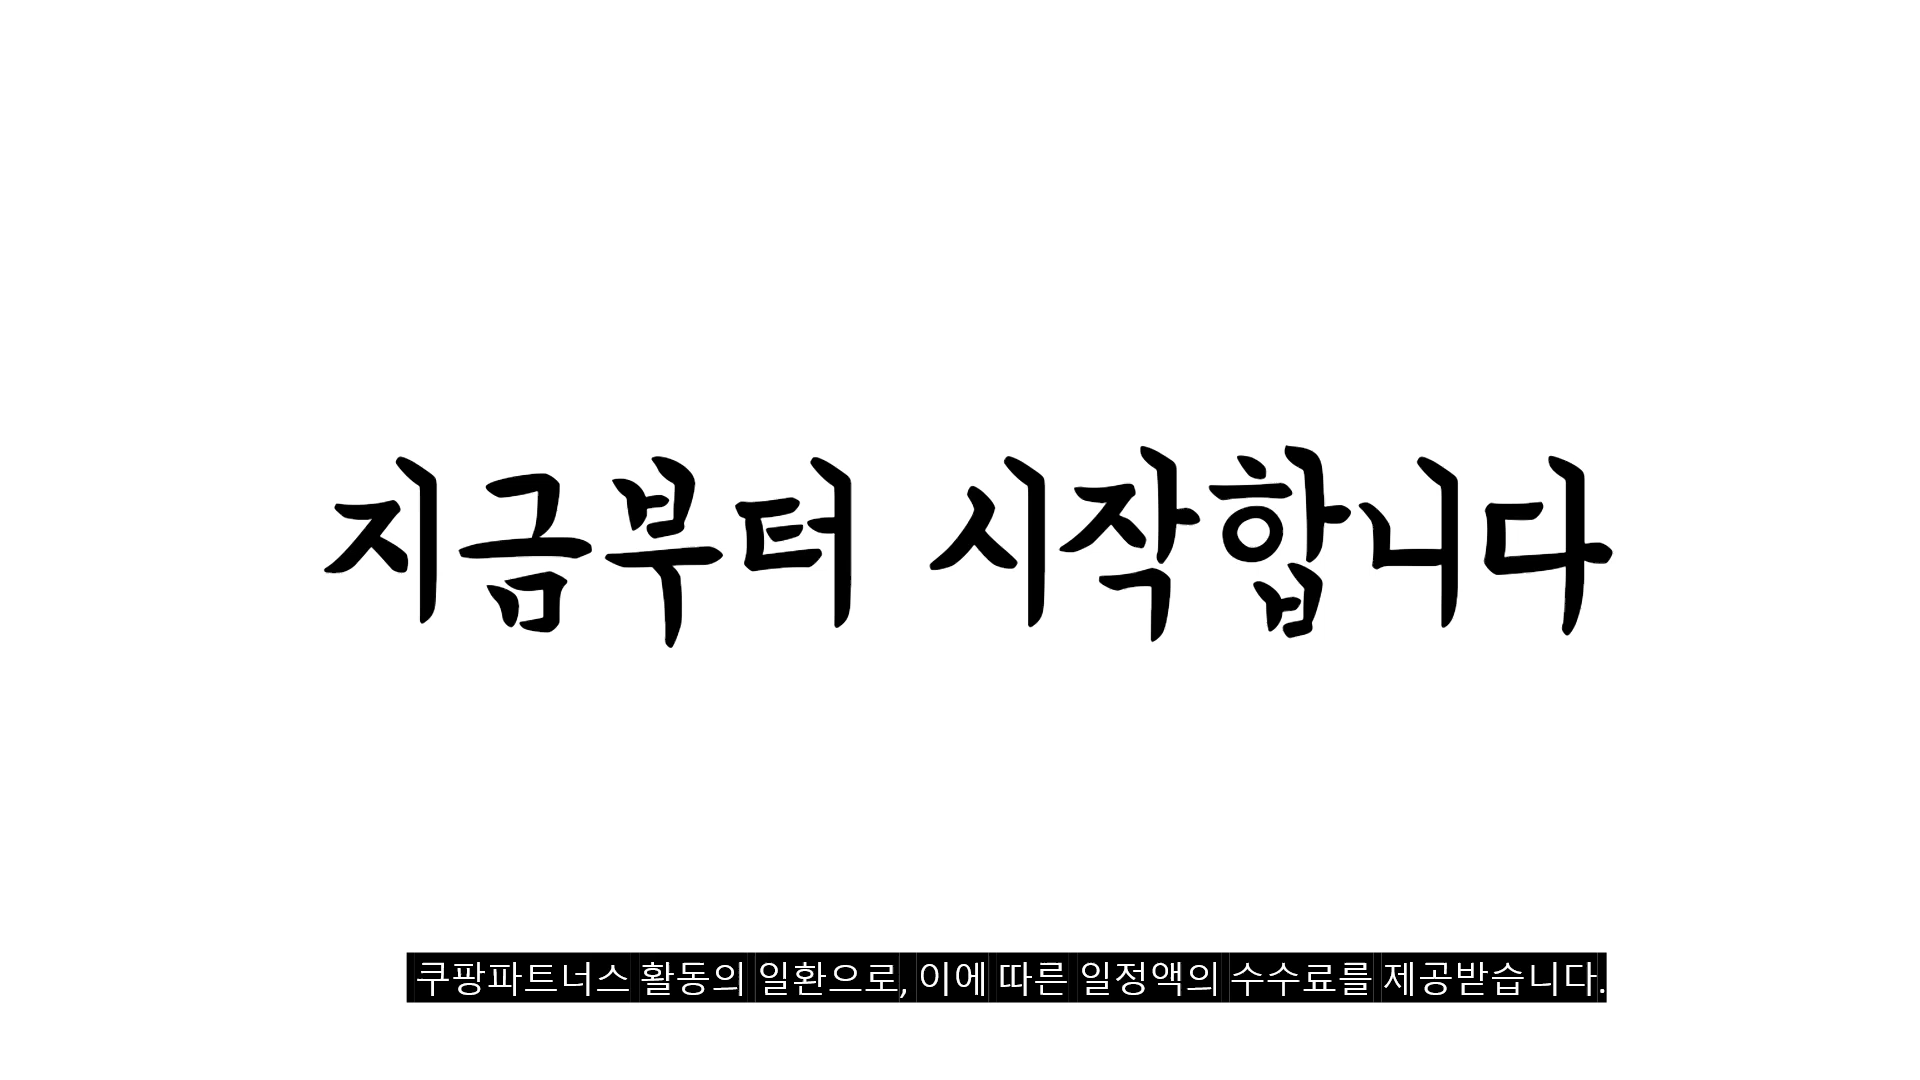 지금부터 시작합니다
쿠팡파트너스 활동의 일환으로, 이에 따른 일정액의 수수료를 제공받습니다.